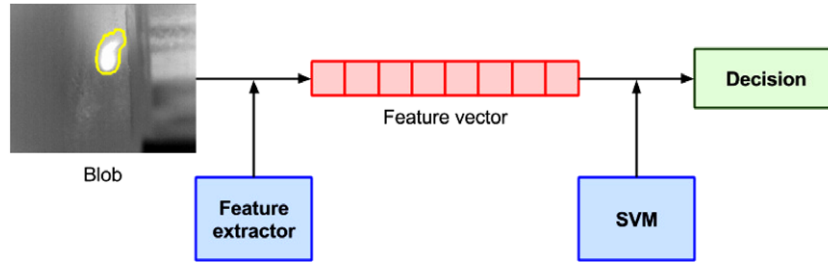 Blob
Feature vector
Decision
Feature
extractor
SVM